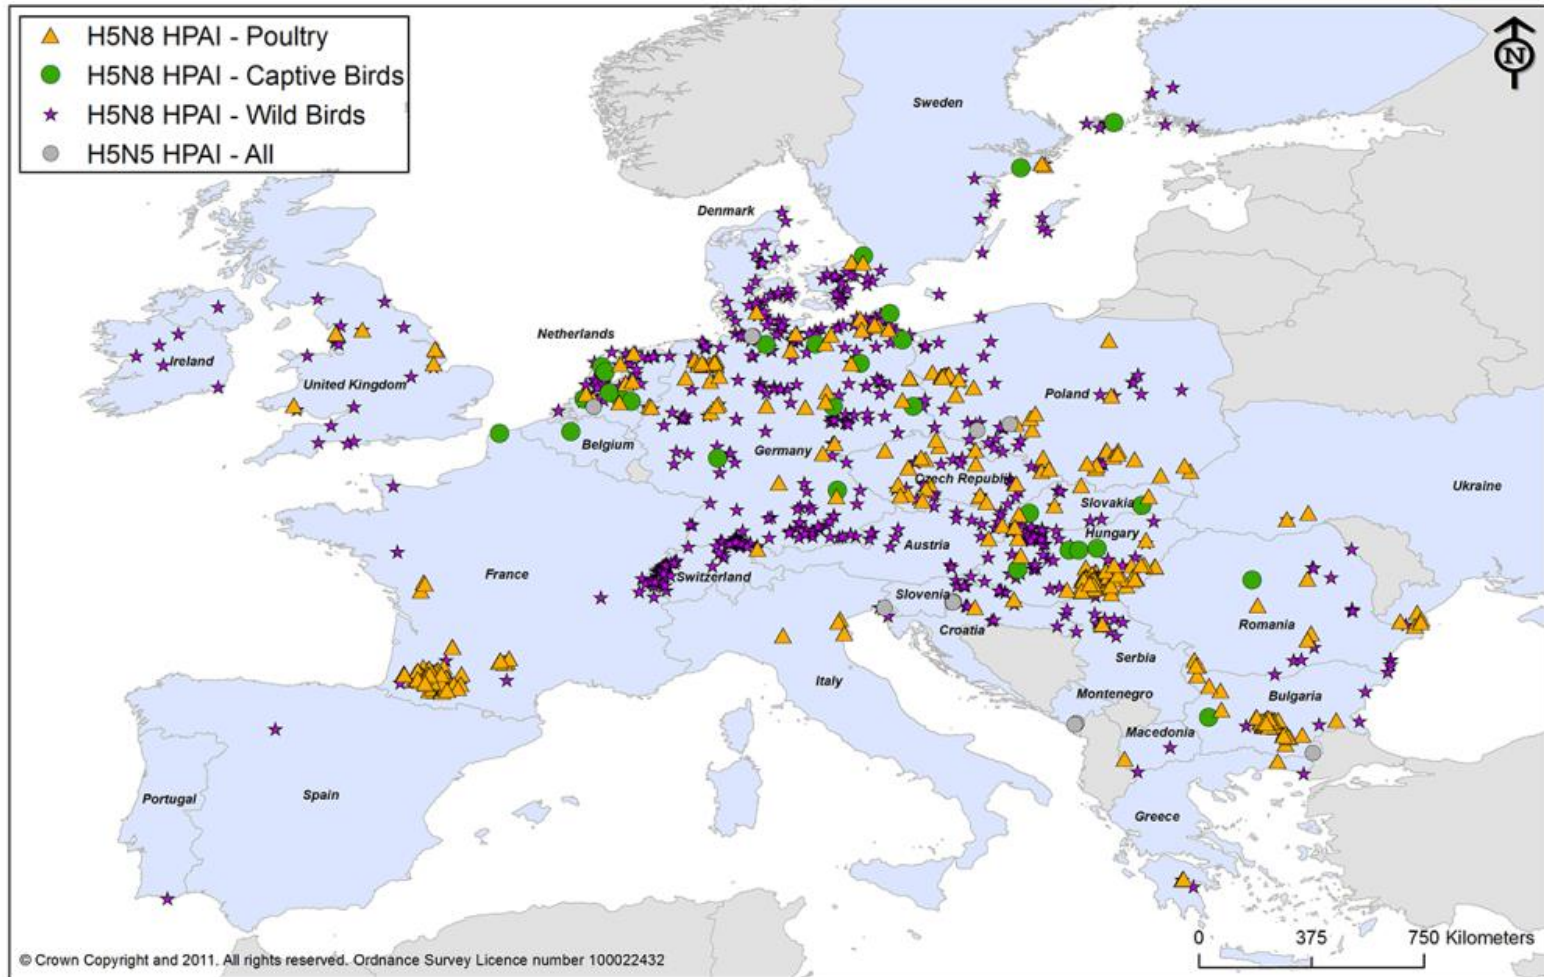 H5N8 HPAI - Poultry
H5N8 HPAI - Captive Birds
H5N8 HPAI - Wild Birds
H5N5 HPAI - All
N
Sweden
Denmark
Netherlands
Ireland
United Kingdom
Poland
Belgium
Germany
Czech Republi
Ukraine
Slovakia
Hungary
Austria
France
Switzerland
Slovenia
Croatia
Romania
Serbia
Italy
Montenegro
Bulgaria
Macedonia
Portugal
Spain
Greece
0 375 750 Kilometers
© Crown Copyright and 2011. All rights reserved. Ordnance Survey Licence number 100022432